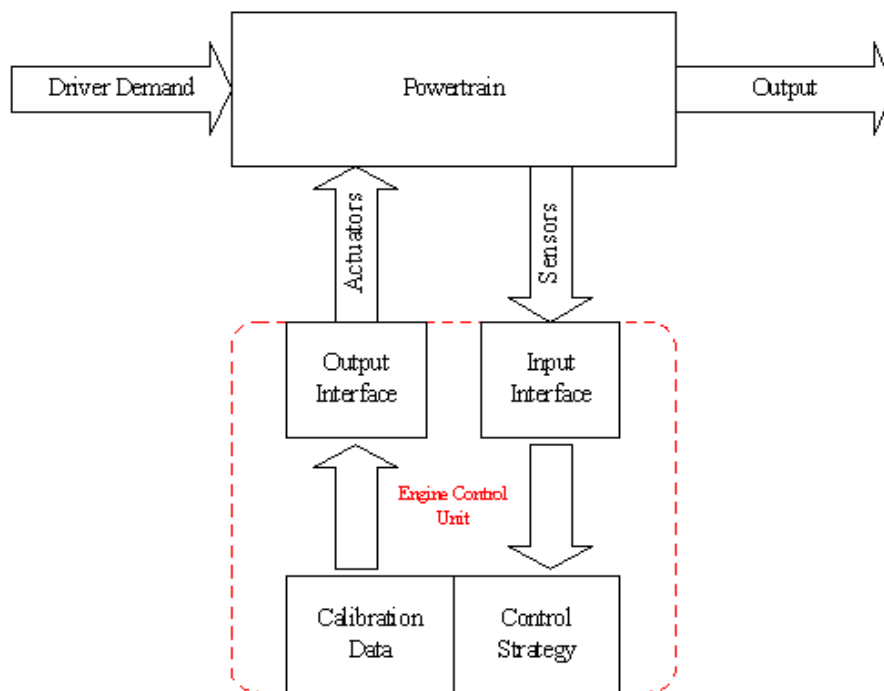 Driver Demand
Powertrain
Output
Actuators
Sensors
Output
Interface
Input
Interface
Engine Control
Unit
Calibration
Data
Control
Strategy